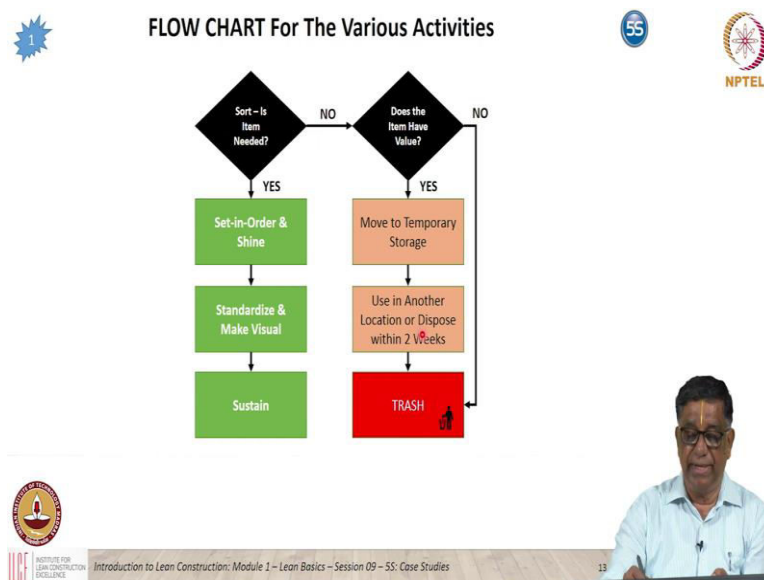 1
FLOW CHART For The Various Activities
5S
NPTEL
Sort – Is
Item
Needed?
NO
Does the
Item Have
Value?
NO
YES
YES
Set-in-Order &
Shine
Move to Temporary
Storage
Standardize &
Make Visual
Use in Another
Location or Dispose
within 2 Weeks
Sustain
TRASH
INSTITUTE FOR
LEAN CONSTRUCTION
EXCELLENCE
Introduction to Lean Construction: Module 1 – Lean Basics – Session 09 – 5S: Case Studies
13